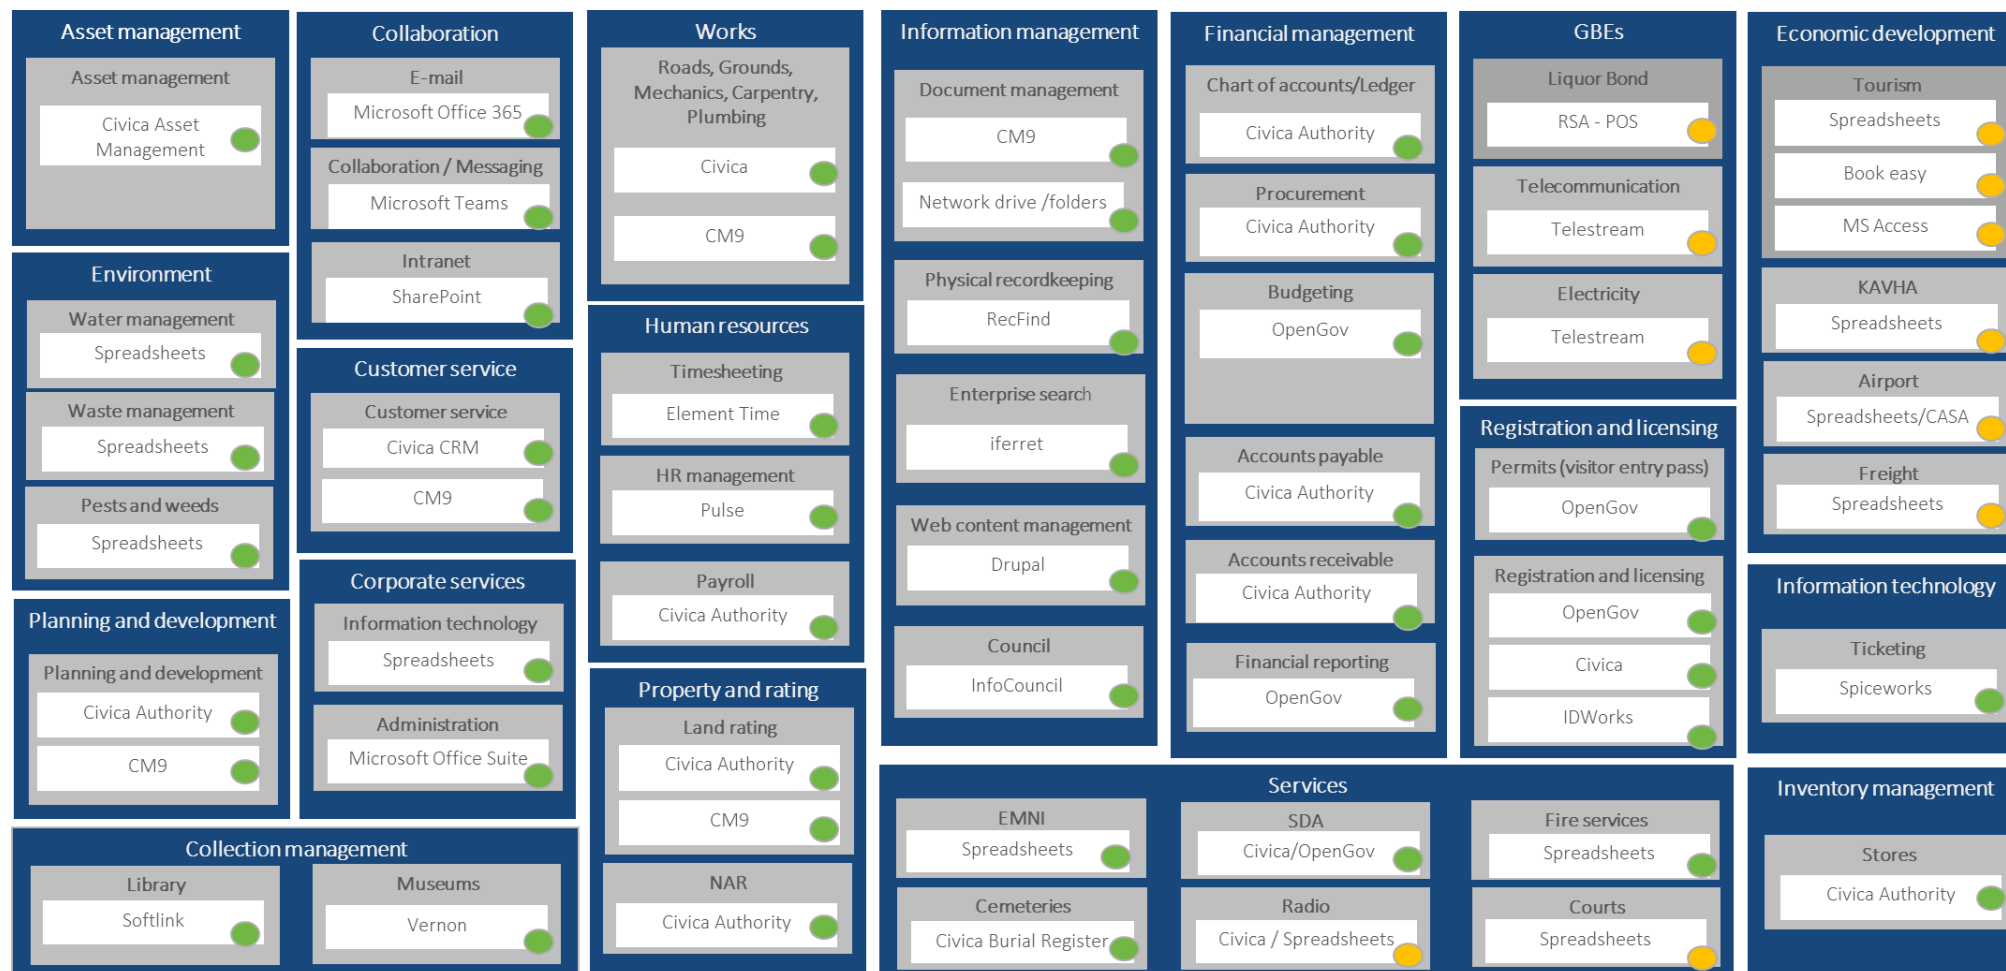 Asset management
Asset management
Civica Asset
Management
Environment
Water management
Spreadsheets
Waste management
Spreadsheets
Pests and weeds
Spreadsheets
Planning and development
Planning and development
Civica Authority
CM9
Collection management
Library
Softlink
Museums
Vernon
Collaboration
E-mail
Microsoft Office 365
Collaboration / Messaging
Microsoft Teams
Intranet
SharePoint
Customer service
Customer service
Civica CRM
CM9
Corporate services
Information technology
Spreadsheets
Administration
Microsoft Office Suite
Works
Roads, Grounds,
Mechanics, Carpentry,
Plumbing
Civica
CM9
Human resources
Timesheeting
Element Time
HR management
Pulse
Payroll
Civica Authority
Property and rating
Land rating
Civica Authority
CM9
NAR
Civica Authority
Information management
Document management
CM9
Network drive /folders
Physical recordkeeping
RecFind
Enterprise search
iferret
Web content management
Drupal
Council
InfoCouncil
Financial management
Chart of accounts/Ledger
Civica Authority
Procurement
Civica Authority
Budgeting
OpenGov
Accounts payable
Civica Authority
Accounts receivable
Civica Authority
Financial reporting
OpenGov
GBEs
Liquor Bond
RSA - POS
Telecommunication
Telestream
Electricity
Telestream
Registration and licensing
Permits (visitor entry pass)
OpenGov
Registration and licensing
OpenGov
Civica
IDWorks
Services
EMNI
Spreadsheets
SDA
Civica/OpenGov
Fire services
Spreadsheets
Cemeteries
Civica Burial Register
Radio
Civica / Spreadsheets
Courts
Spreadsheets
Economic development
Tourism
Spreadsheets
Book easy
MS Access
KAVHA
Spreadsheets
Airport
Spreadsheets/CASA
Freight
Spreadsheets
Information technology
Ticketing
Spiceworks
Inventory management
Stores
Civica Authority